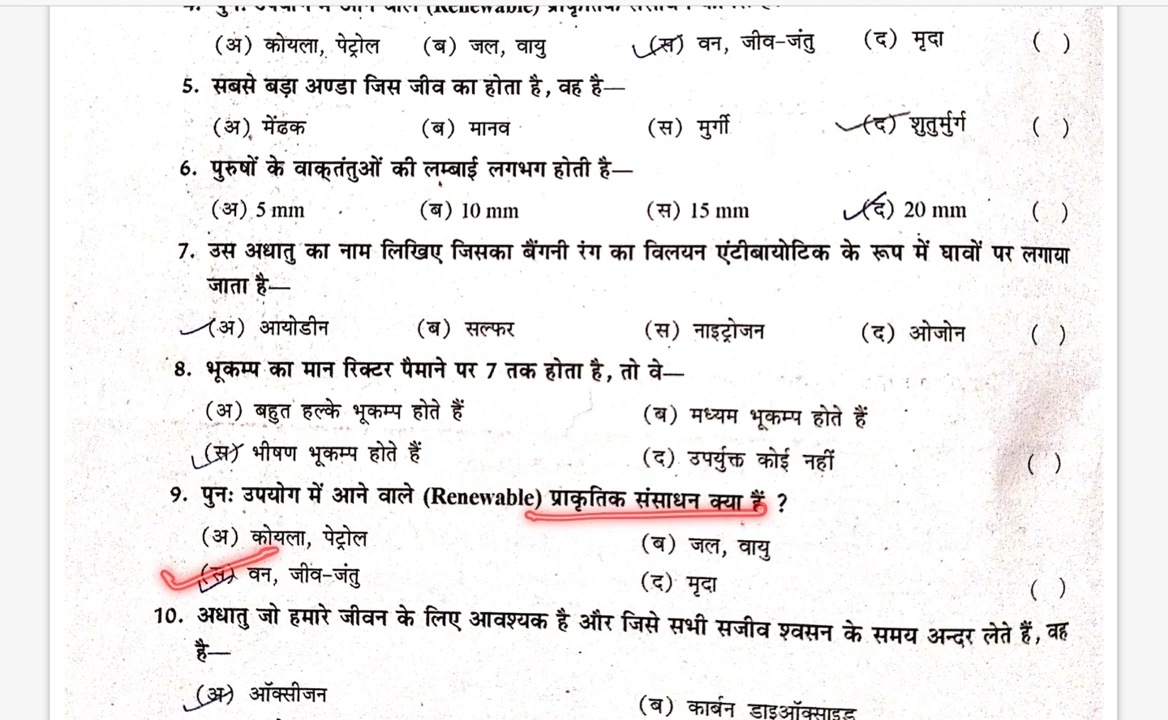 (अ) कोयला, पेट्रोल (ब) जल, वायु (स) वन, जीव-जंतु (द) मृदा ( )
5. सबसे बड़ा अण्डा जिस जीव का होता है, वह है—
(अ) मेंढक (ब) मानव (स) मुर्गी (द) शुतुर्मुर्ग ( )
6. पुरुषों के वाक्‌तंतुओं की लम्बाई लगभग होती है—
(अ) 5 mm (ब) 10 mm (स) 15 mm (द) 20 mm ( )
7. उस अधातु का नाम लिखिए जिसका बैंगनी रंग का विलयन एंटीबायोटिक के रूप में घावों पर लगाया
जाता है—
(अ) आयोडीन (ब) सल्फर (स) नाइट्रोजन (द) ओजोन ( )
8. भूकम्प का मान रिक्टर पैमाने पर 7 तक होता है, तो वे—
(अ) बहुत हल्के भूकम्प होते हैं (ब) मध्यम भूकम्प होते हैं
(स) भीषण भूकम्प होते हैं (द) उपर्युक्त कोई नहीं ( )
9. पुनः उपयोग में आने वाले (Renewable) प्राकृतिक संसाधन क्या हैं ?
(अ) कोयला, पेट्रोल (ब) जल, वायु
(स) वन, जीव-जंतु (द) मृदा ( )
10. अधातु जो हमारे जीवन के लिए आवश्यक है और जिसे सभी सजीव श्वसन के समय अन्दर लेते हैं, वह
है—
(अ) ऑक्सीजन (ब) कार्बन डाइऑक्साइड